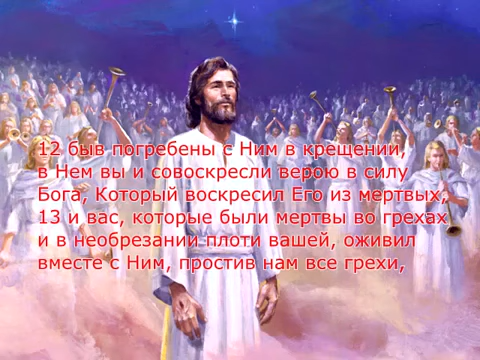 12 быв погребены с Ним в крещении,
в Нем вы и совоскресли верою в силу
Бога, Который воскресил Его из мертвых,
13 и вас, которые были мертвы во грехах
и в необрезании плоти вашей, оживил
вместе с Ним, простив нам все грехи,